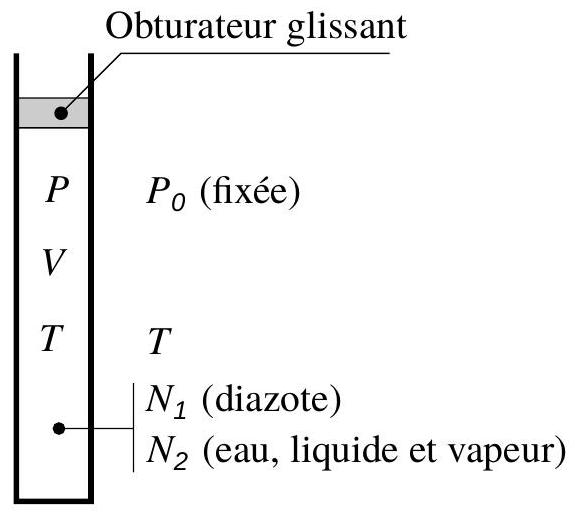 Obturateur glissant
P
P₀ (fixée)
V
T
T
N₁ (diazote)
N₂ (eau, liquide et vapeur)